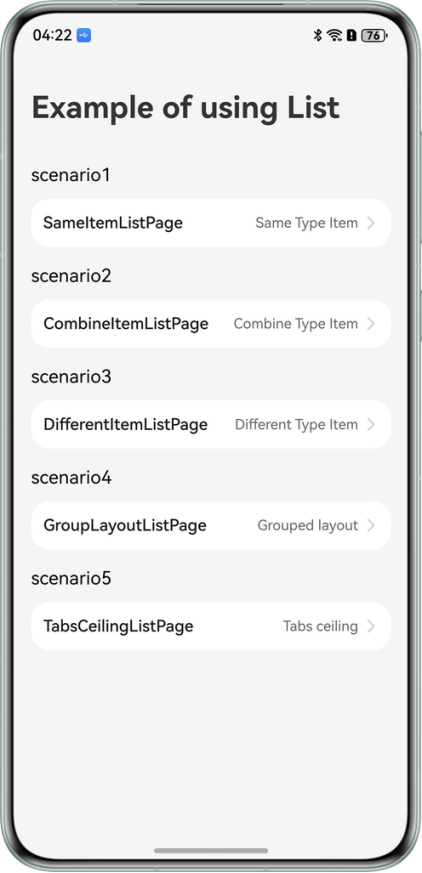 04:22
76
Example of using List
scenario1
SameItemListPage Same Type Item
scenario2
CombineItemListPage Combine Type Item
scenario3
DifferentItemListPage Different Type Item
scenario4
GroupLayoutListPage Grouped layout
scenario5
TabsCeilingListPage Tabs ceiling